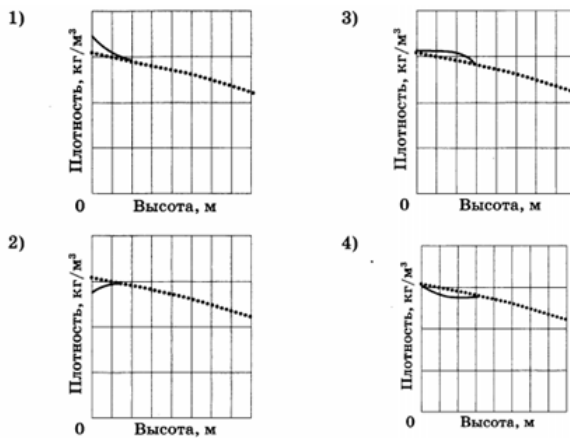 1)
Плотность, кг/м³
0
Высота, м
2)
Плотность, кг/м³
0
Высота, м
3)
Плотность, кг/м³
0
Высота, м
4)
Плотность, кг/м³
0
Высота, м